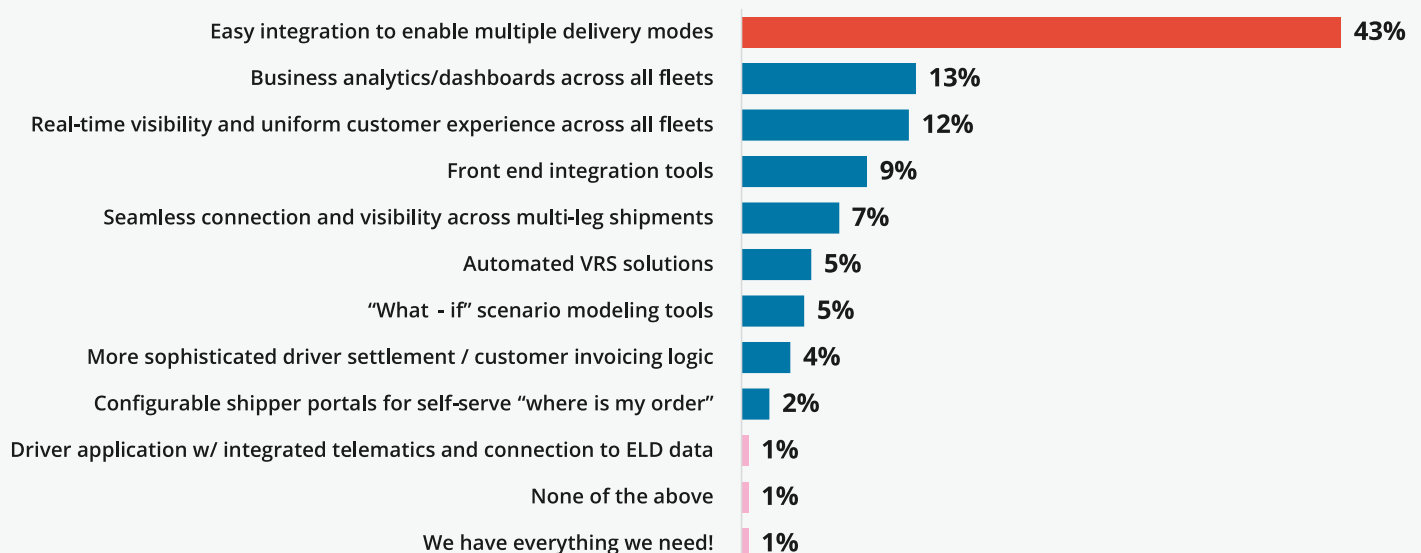 Easy integration to enable multiple delivery modes 43%
Business analytics/dashboards across all fleets 13%
Real-time visibility and uniform customer experience across all fleets 12%
Front end integration tools 9%
Seamless connection and visibility across multi-leg shipments 7%
Automated VRS solutions 5%
“What - if” scenario modeling tools 5%
More sophisticated driver settlement / customer invoicing logic 4%
Configurable shipper portals for self-serve “where is my order” 2%
Driver application w/ integrated telematics and connection to ELD data 1%
None of the above 1%
We have everything we need! 1%